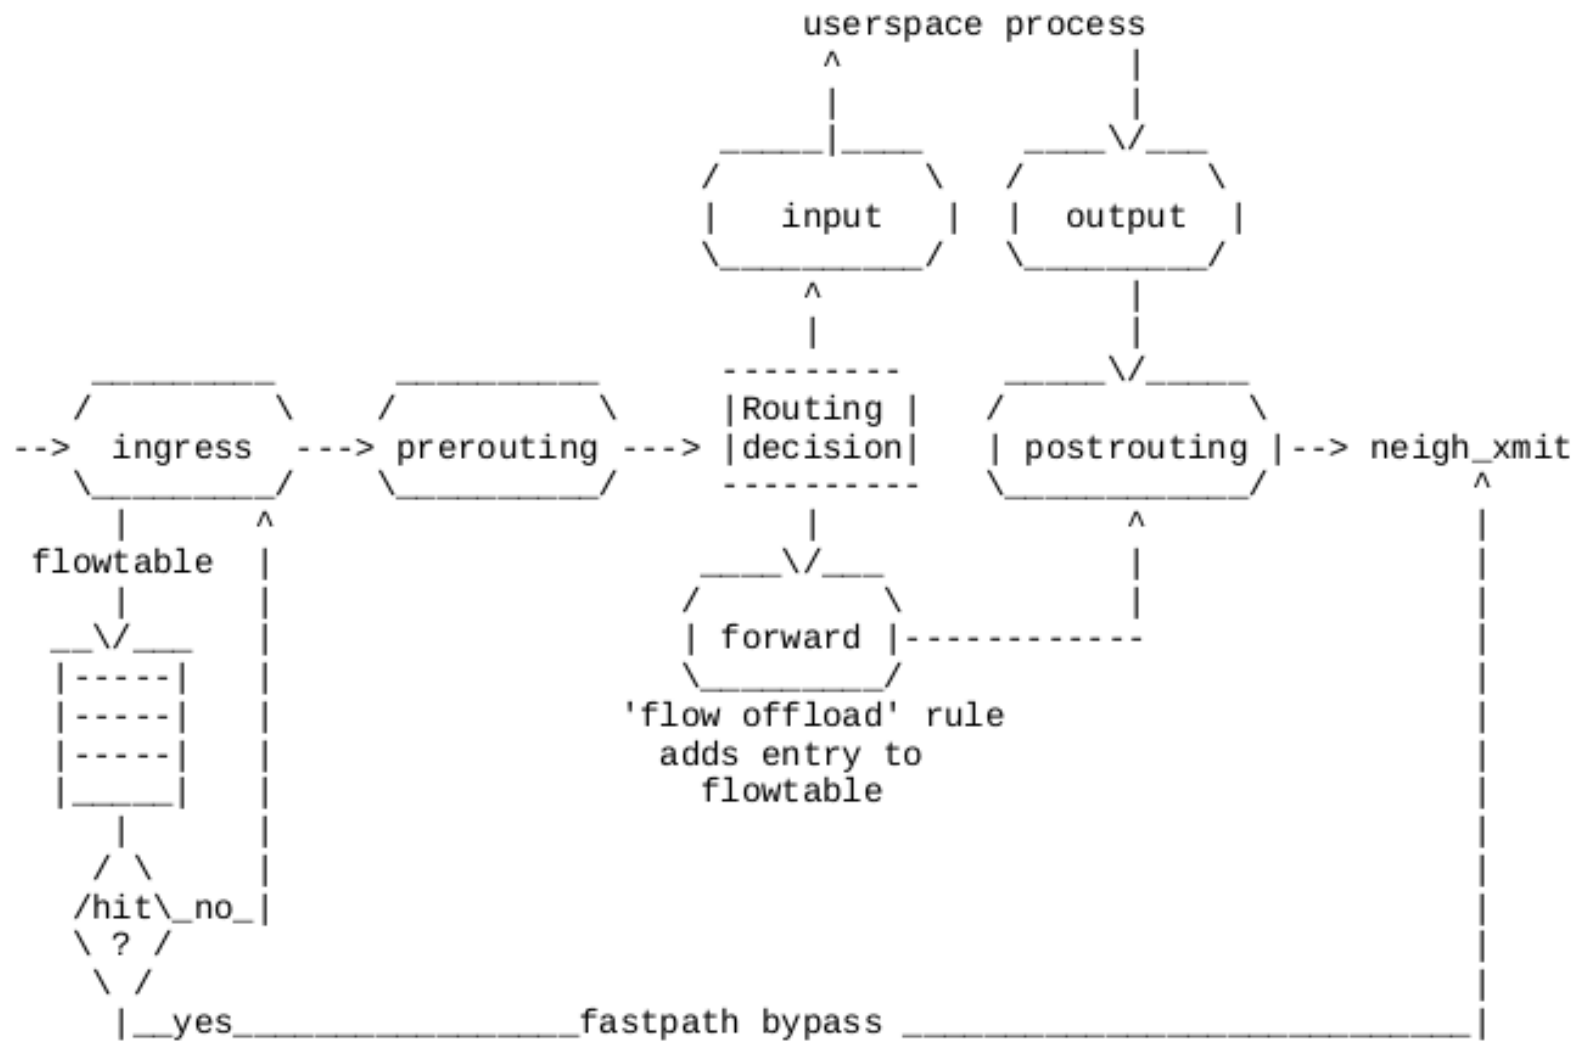 userspace process
input
output
Routing
decision
ingress
prerouting
postrouting
neigh_xmit
flowtable
forward
'flow offload' rule
adds entry to
flowtable
hit
no
?
yes
fastpath bypass